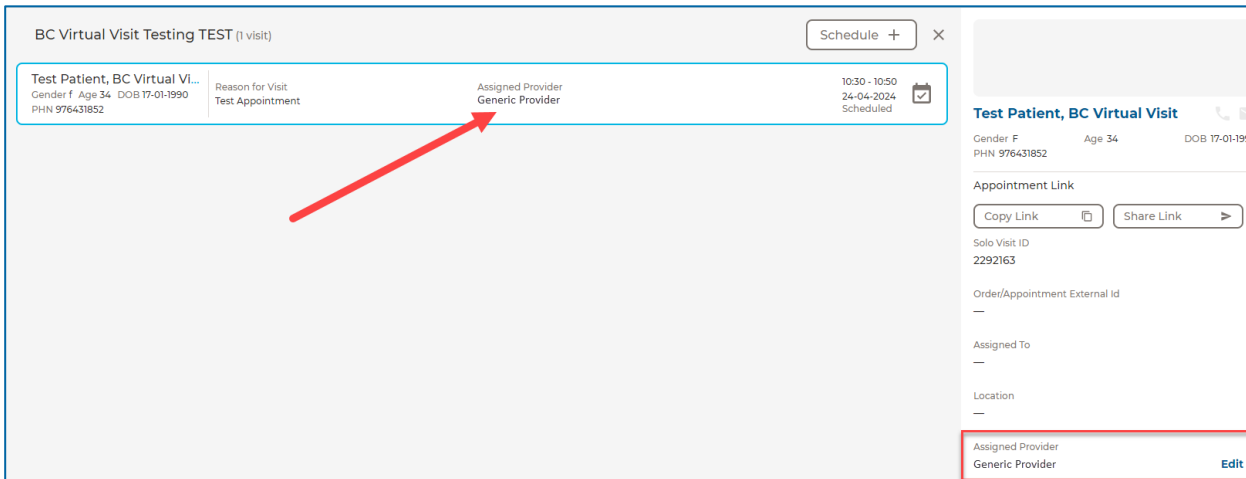 BC Virtual Visit Testing TEST (1 visit)
Schedule +
Test Patient, BC Virtual Vi...
Gender f Age 34 DOB 17-01-1990
PHN 976431852
Reason for Visit
Test Appointment
Assigned Provider
Generic Provider
10:30 - 10:50
24-04-2024
Scheduled
Test Patient, BC Virtual Visit
Gender F Age 34 DOB 17-01-199
PHN 976431852
Appointment Link
Copy Link
Share Link
Solo Visit ID
2292163
Order/Appointment External Id
—
Assigned To
—
Location
—
Assigned Provider
Generic Provider Edit